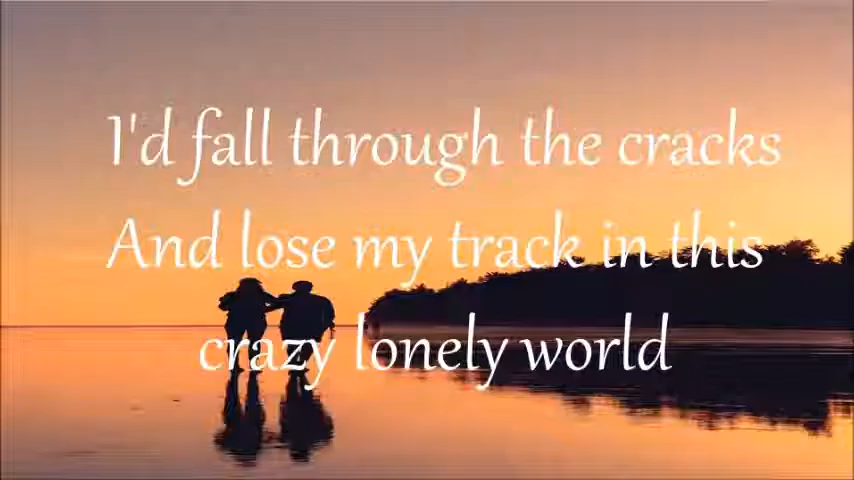 I'd fall through the cracks
And lose my track in this
crazy lonely world